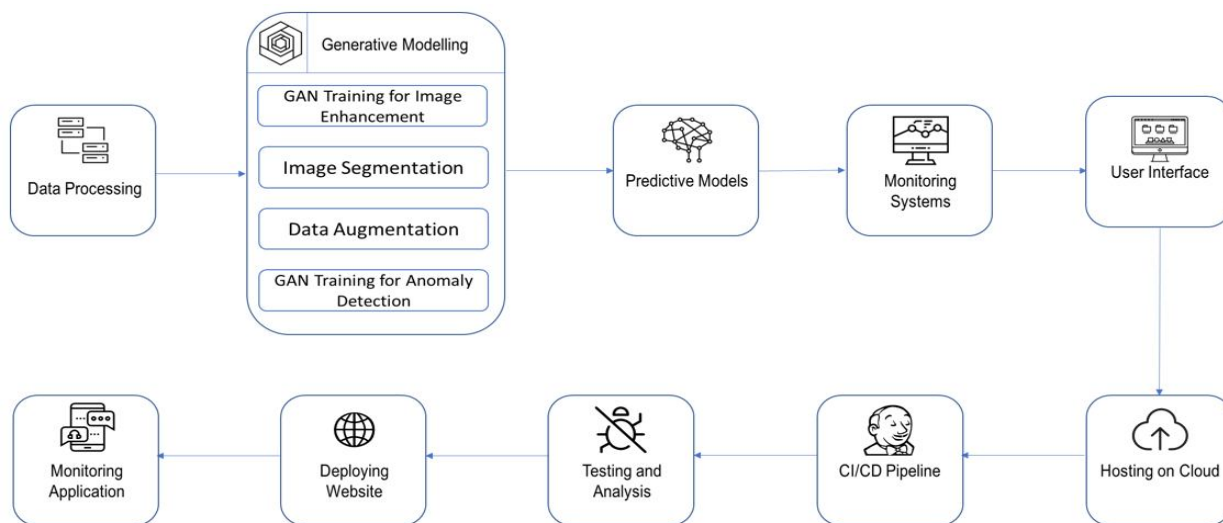 Generative Modelling
GAN Training for Image
Enhancement
Image Segmentation
Data Augmentation
GAN Training for Anomaly
Detection
Data Processing
Predictive Models
Monitoring
Systems
User Interface
Monitoring
Application
Deploying
Website
Testing and
Analysis
CI/CD Pipeline
Hosting on Cloud